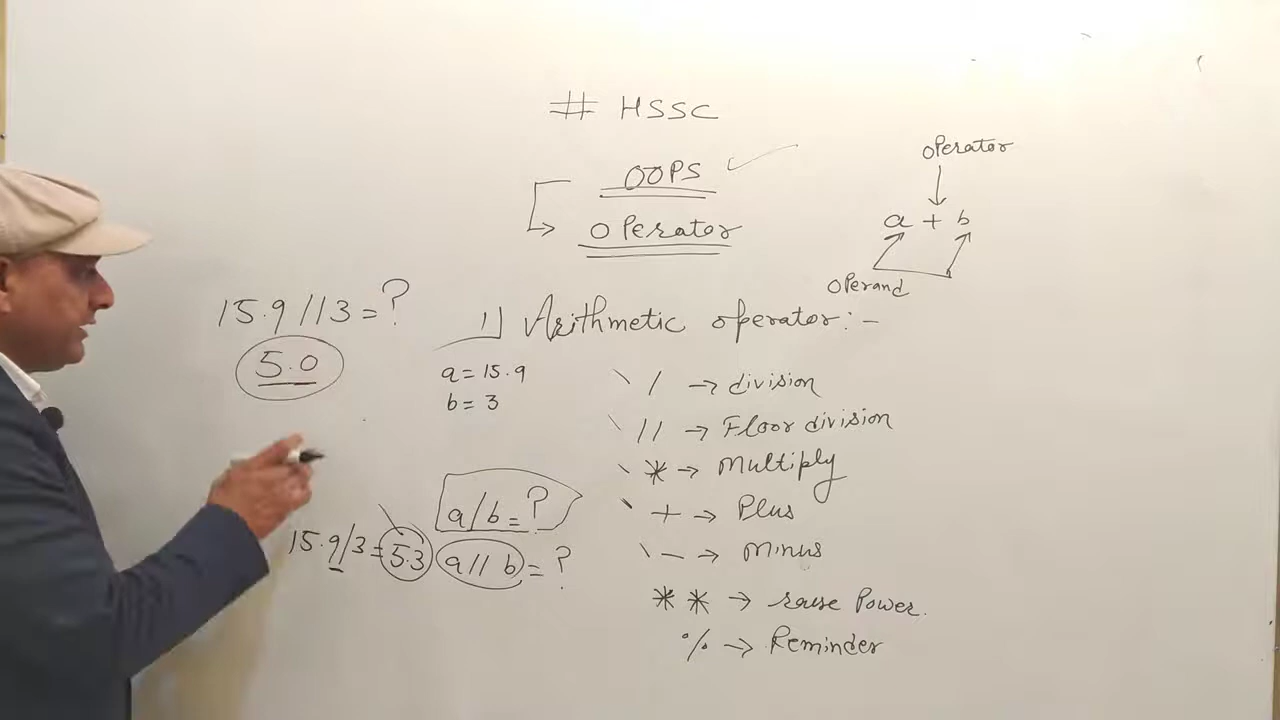 # HSSC
OOPS
Operator
Operator
a + b
Operand
15.9//3 = ?
5.0
1) Arithmetic operator:-
a = 15.9
b = 3
/ → division
// → Floor division
* → Multiply
+ → Plus
- → Minus
** → raise Power.
% → Reminder
a/b = ?
15.9/3 = 5.3
a//b = ?